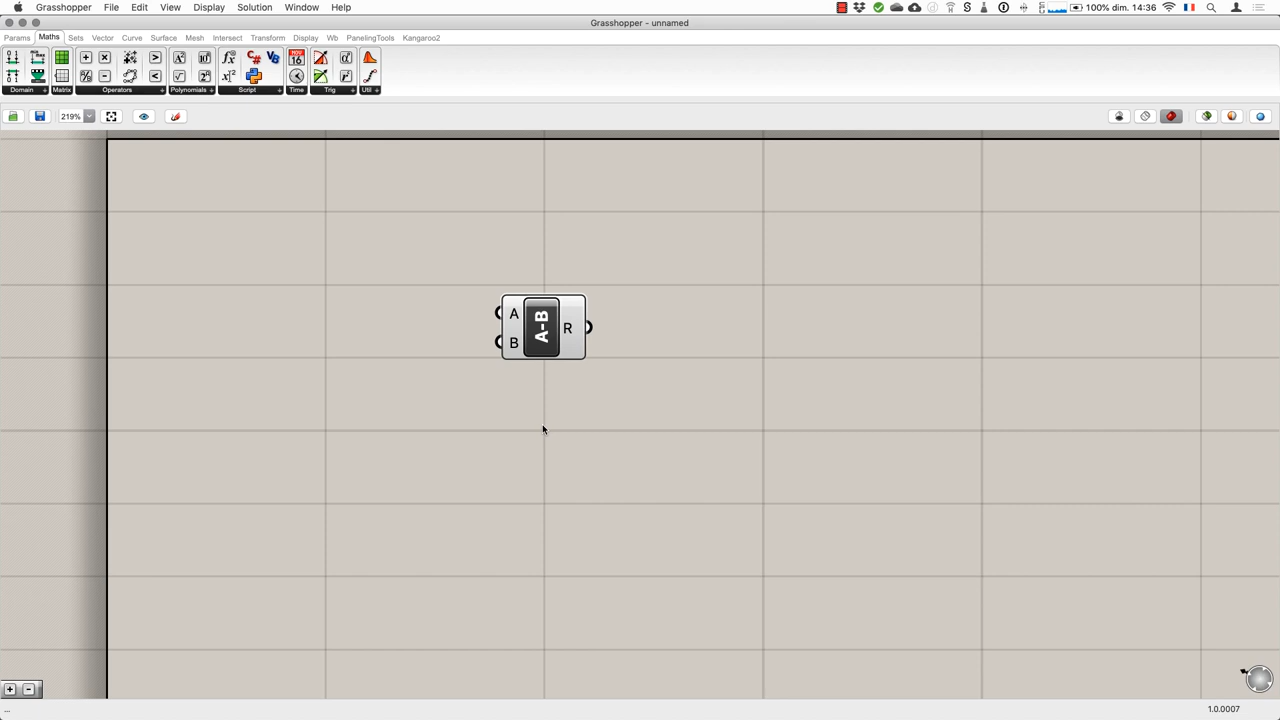 Grasshopper File Edit View Display Solution Window Help 100% dim. 14:36
Grasshopper - unnamed
Params Maths Sets Vector Curve Surface Mesh Intersect Transform Display Wb PanelingTools Kangaroo2
Domain Matrix Operators Polynomials Script Time Trig Util
219%
A
A-B
R
B
... 1.0.0007